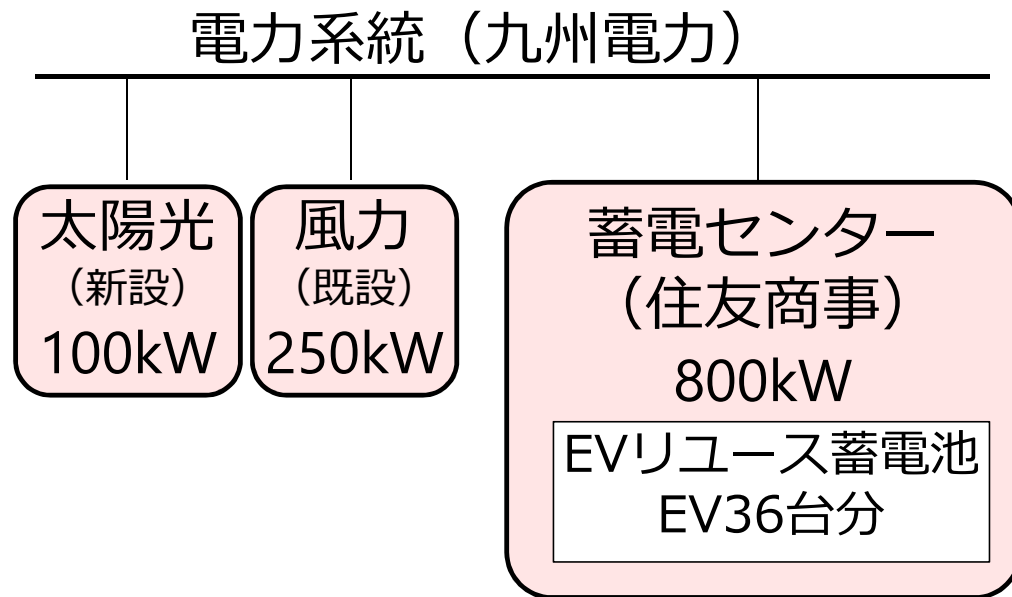 電力系統（九州電力）
太陽光
（新設）
100kW
風力
（既設）
250kW
蓄電センター
（住友商事）
800kW
EVリユース蓄電池
EV36台分